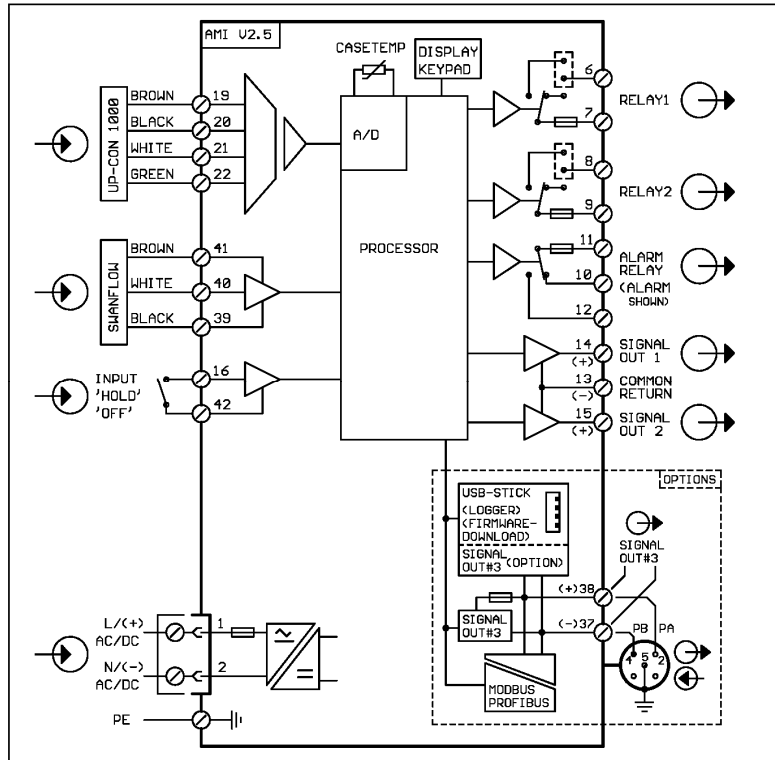 AMI V2.5
CASETEMP
DISPLAY
KEYPAD
A/D
PROCESSOR
UP-CON 1000
BROWN
19
BLACK
20
WHITE
21
GREEN
22
SWANFLOW
BROWN
41
WHITE
40
BLACK
39
INPUT
'HOLD'
'OFF'
16
42
L/(+)
AC/DC
1
N/(-)
AC/DC
2
PE
6
RELAY1
7
8
RELAY2
9
11
ALARM
RELAY
(ALARM
SHOWN)
10
12
14
(+)
SIGNAL
OUT 1
13
(-)
COMMON
RETURN
15
(+)
SIGNAL
OUT 2
OPTIONS
USB-STICK
(LOGGER)
(FIRMWARE-
DOWNLOAD)
SIGNAL
OUT#3 (OPTION)
SIGNAL
OUT#3
(+)38
(-)37
SIGNAL
OUT#3
MODBUS
PROFIBUS
PB
PA
4
5
2